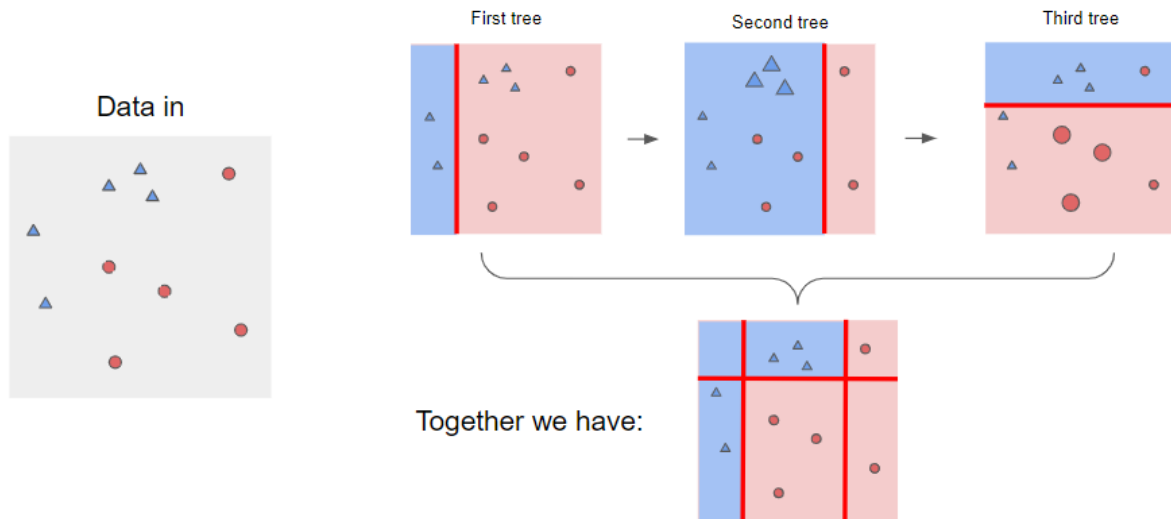 First tree
Second tree
Third tree
Data in
Together we have: